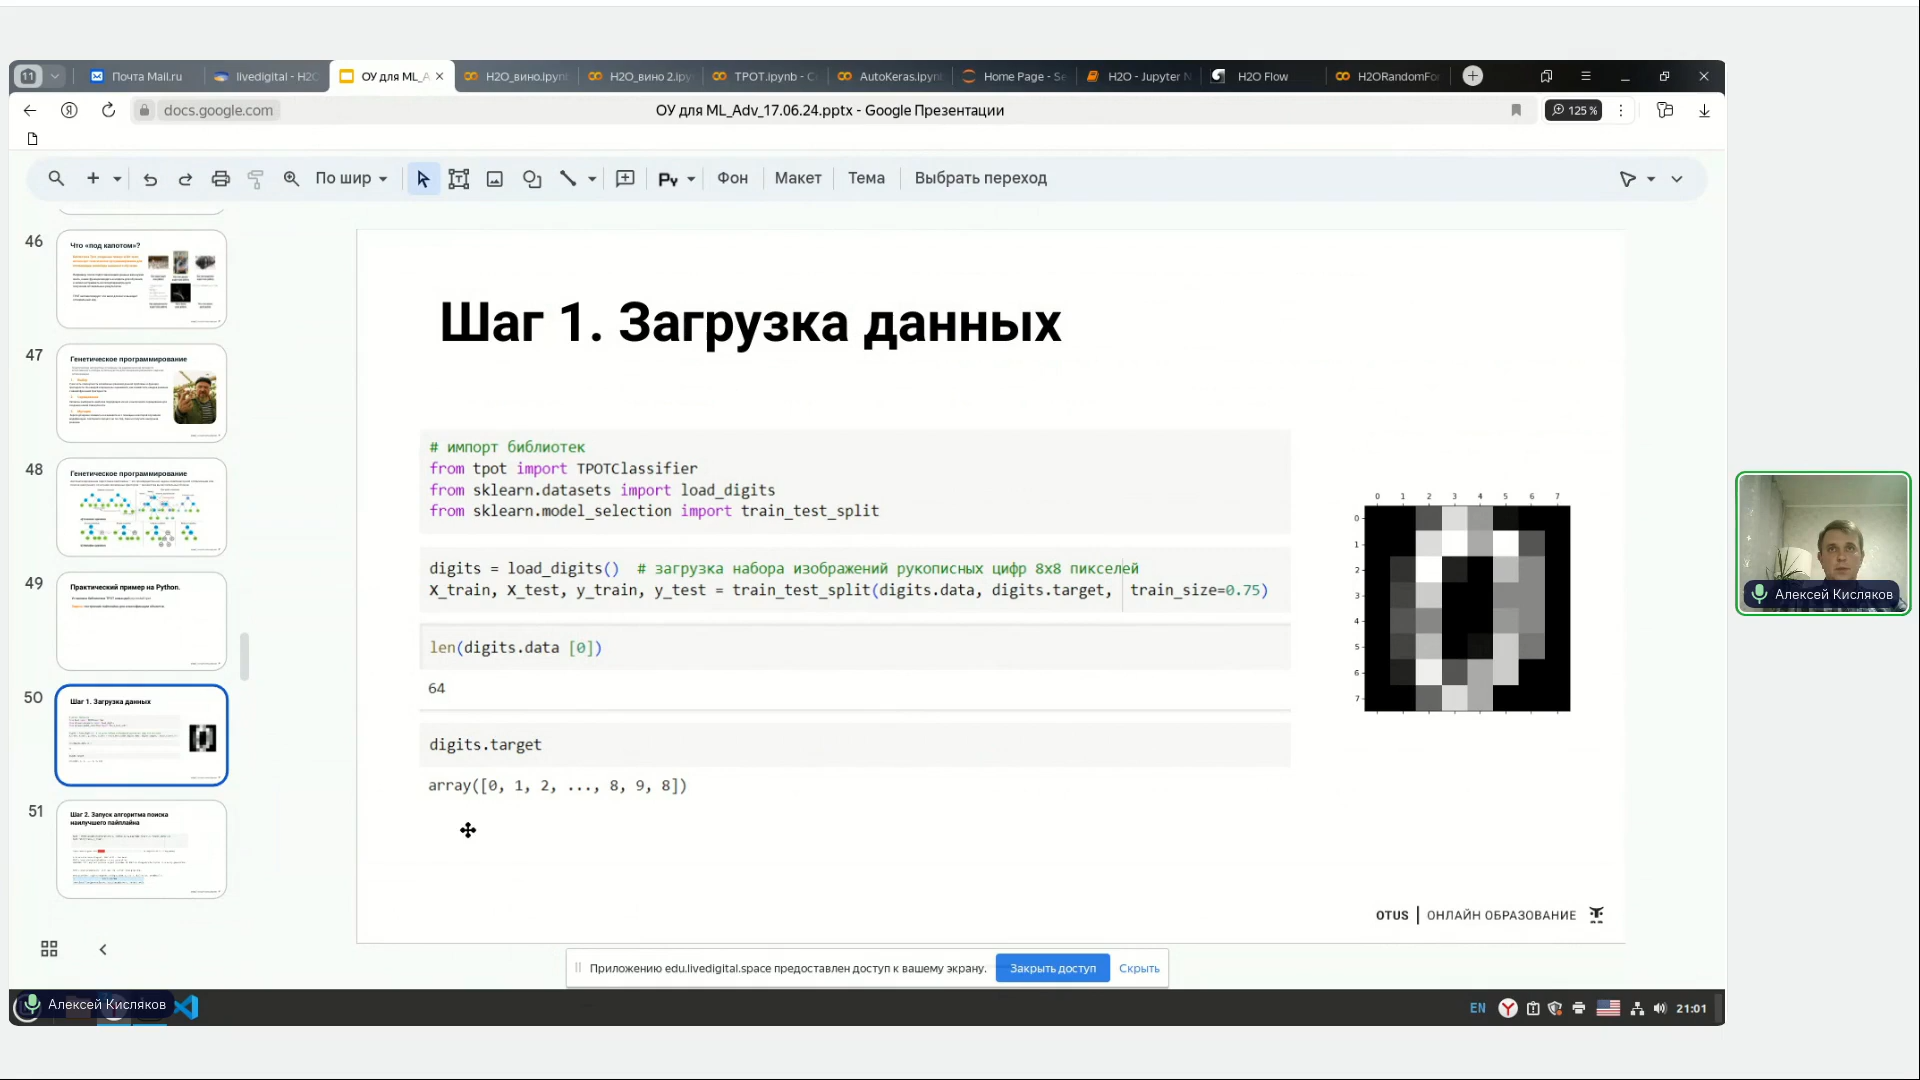 11
Почта Mail.ru
livedigital - H2O
ОУ для ML_A
H2O_вино.ipyn
H2O_вино 2.ipy
TPOT.ipynb - C
AutoKeras.ipyn
Home Page - Se
H2O - Jupyter N
H2O Flow
H2ORandomFo
docs.google.com
ОУ для ML_Adv_17.06.24.pptx - Google Презентации
125 %
По шир
Фон
Макет
Тема
Выбрать переход
46
Что «под капотом»?
47
Генетическое программирование
48
Генетическое программирование
49
Практический пример на Python.
50
Шаг 1. Загрузка данных
51
Шаг 2. Запуск алгоритма поиска
наилучшего пайплайна
Шаг 1. Загрузка данных
# импорт библиотек
from tpot import TPOTClassifier
from sklearn.datasets import load_digits
from sklearn.model_selection import train_test_split
digits = load_digits()  # загрузка набора изображений рукописных цифр 8x8 пикселей
X_train, X_test, y_train, y_test = train_test_split(digits.data, digits.target, train_size=0.75)
len(digits.data [0])
64
digits.target
array([0, 1, 2, ..., 8, 9, 8])
0 1 2 3 4 5 6 7
0
1
2
3
4
5
6
7
OTUS | ОНЛАЙН ОБРАЗОВАНИЕ
Приложению edu.livedigital.space предоставлен доступ к вашему экрану.
Закрыть доступ
Скрыть
Алексей Кисляков
Алексей Кисляков
EN
21:01